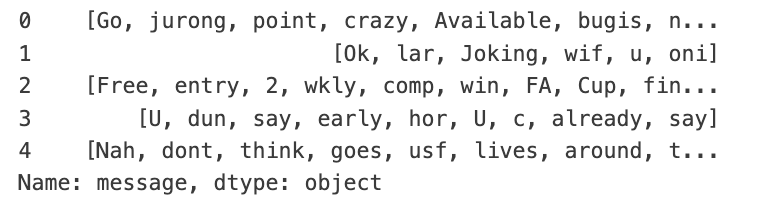 0 [Go, jurong, point, crazy, Available, bugis, n...
1 [Ok, lar, Joking, wif, u, oni]
2 [Free, entry, 2, wkly, comp, win, FA, Cup, fin...
3 [U, dun, say, early, hor, U, c, already, say]
4 [Nah, dont, think, goes, usf, lives, around, t...
Name: message, dtype: object